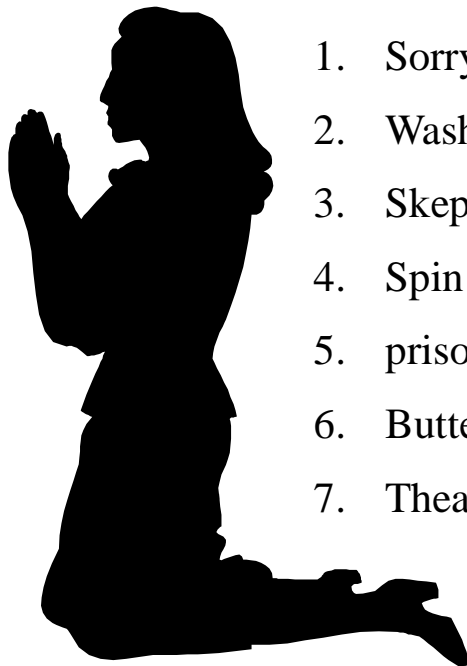 1. Sorry
2. Wash
3. Skep
4. Spin
5. priso
6. Butte
7. Thea